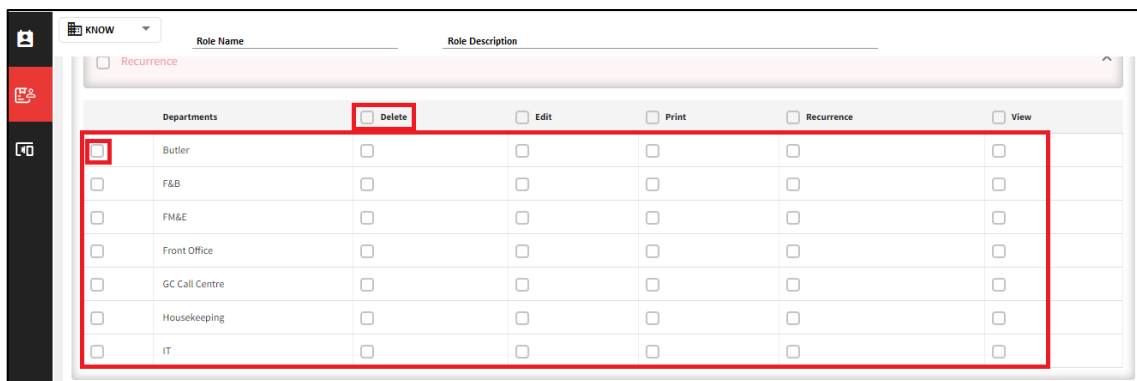 KNOW
Role Name Role Description
Recurrence
Departments Delete Edit Print Recurrence View
Butler
F&B
FM&E
Front Office
GC Call Centre
Housekeeping
IT